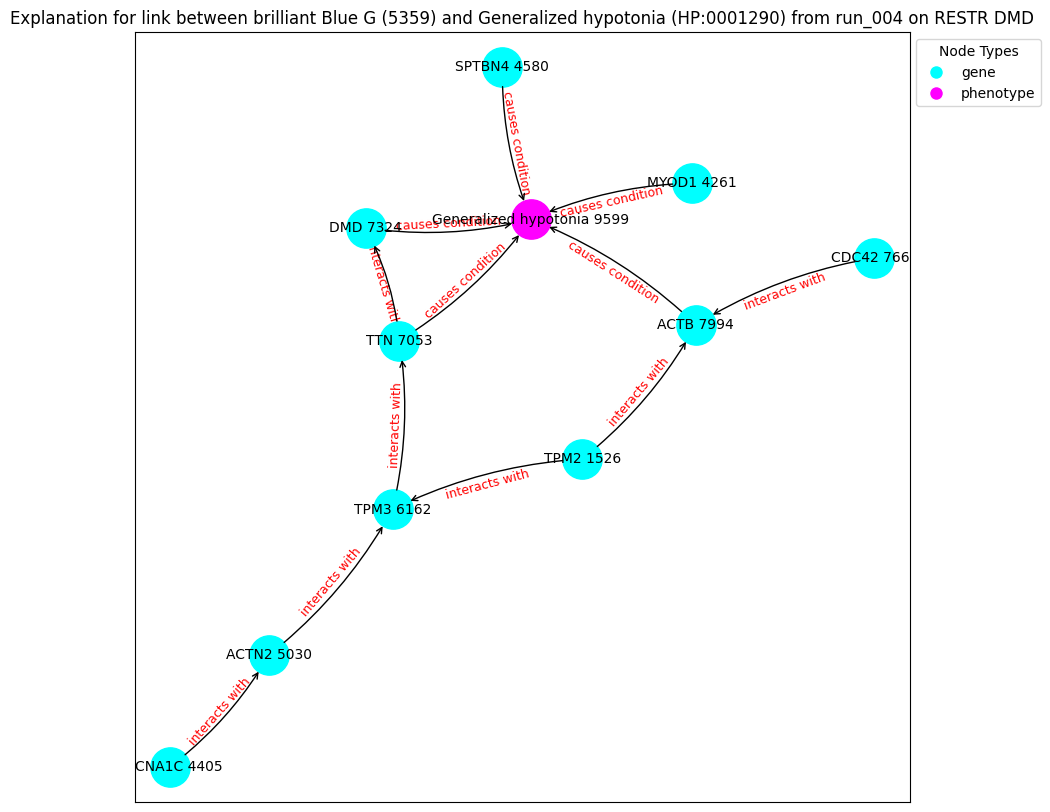 Explanation for link between brilliant Blue G (5359) and Generalized hypotonia (HP:0001290) from run_004 on RESTR DMD
Node Types
gene
phenotype
SPTBN4 4580
causes condition
MYOD1 4261
causes condition
Generalized hypotonia 9599
DMD 7324
causes condition
CDC42 766
interacts with
causes condition
causes condition
interacts with
ACTB 7994
TTN 7053
interacts with
interacts with
TPM2 1526
interacts with
TPM3 6162
interacts with
ACTN2 5030
interacts with
CNA1C 4405